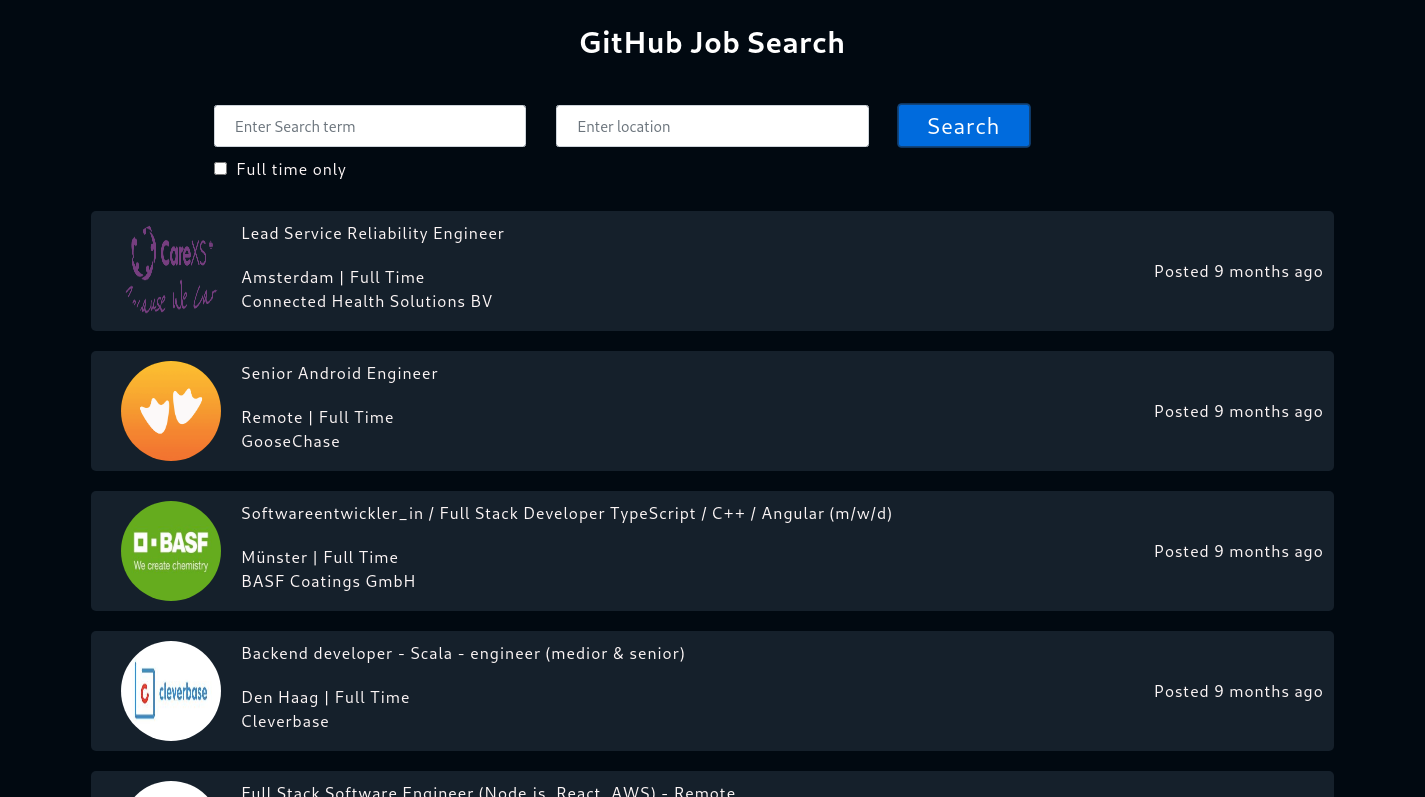 GitHub Job Search
Enter Search term
Enter location
Search
Full time only
CareXS
Because We Care
Lead Service Reliability Engineer
Amsterdam | Full Time
Connected Health Solutions BV
Posted 9 months ago
Senior Android Engineer
Remote | Full Time
GooseChase
Posted 9 months ago
BASF
We create chemistry
Softwareentwickler_in / Full Stack Developer TypeScript / C++ / Angular (m/w/d)
Münster | Full Time
BASF Coatings GmbH
Posted 9 months ago
cleverbase
Backend developer - Scala - engineer (medior & senior)
Den Haag | Full Time
Cleverbase
Posted 9 months ago
Full Stack Software Engineer (Node.js, React, AWS) - Remote